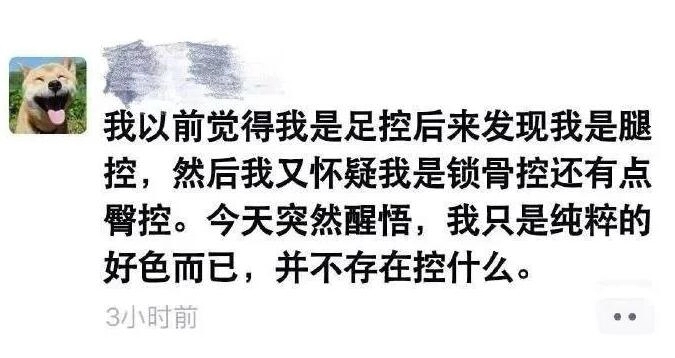 我以前觉得我是足控后来发现我是腿
控，然后我又怀疑我是锁骨控还有点
臀控。今天突然醒悟，我只是纯粹的
好色而已，并不存在控什么。
3小时前